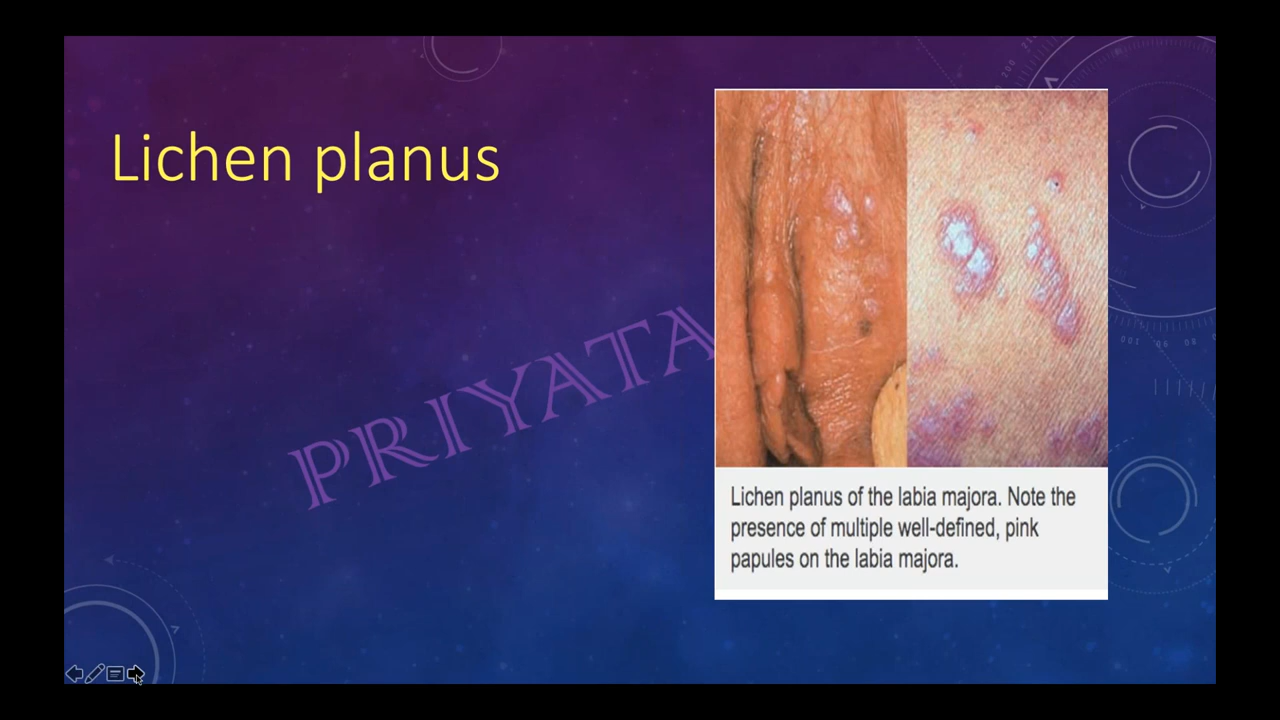 Lichen planus
PRIYATA
Lichen planus of the labia majora. Note the
presence of multiple well-defined, pink
papules on the labia majora.